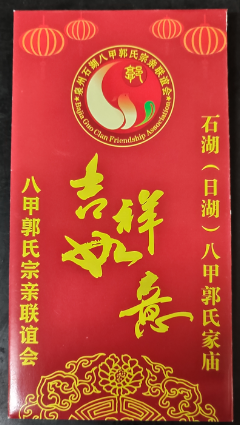 泉州石湖八甲郭氏宗亲联谊会
Bajia Guo Clan Friendship Association
石湖（日湖）八甲郭氏家庙
吉祥
如意
八甲郭氏宗亲联谊会